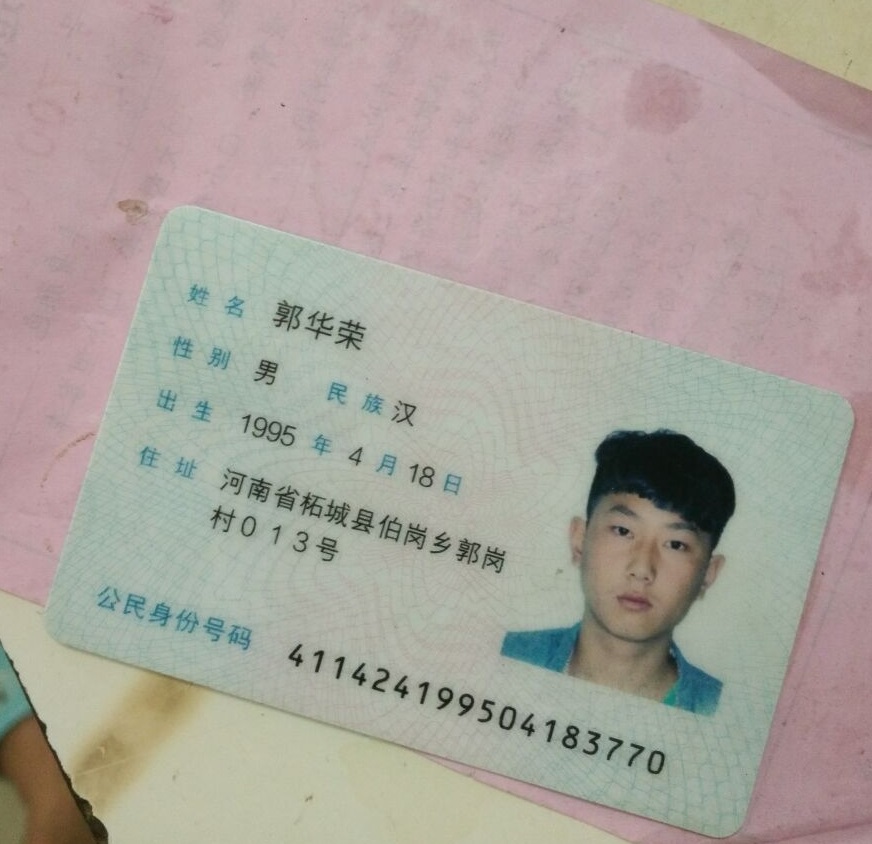 姓名 郭华荣
性别 男 民族 汉
出生 1995 年 4 月 18 日
住址 河南省柘城县伯岗乡郭岗
村013号
公民身份号码 411424199504183770